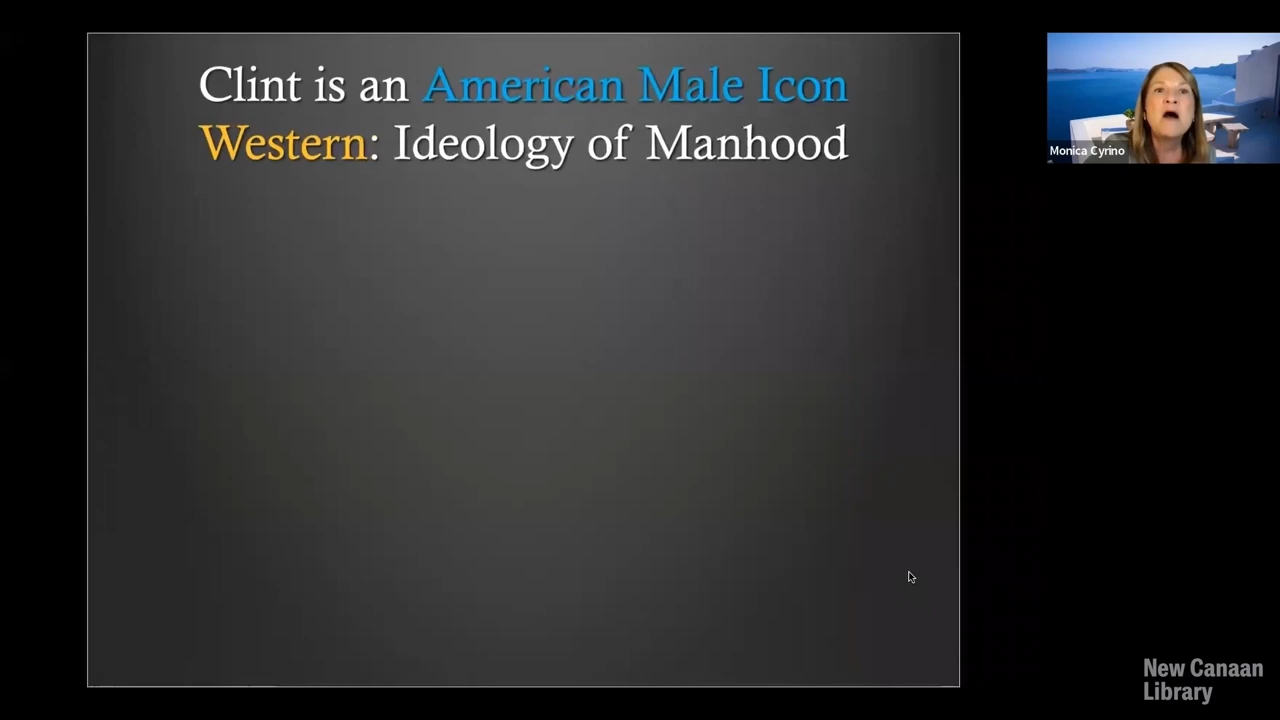 Clint is an American Male Icon
Western: Ideology of Manhood
Monica Cyrino
New Canaan
Library